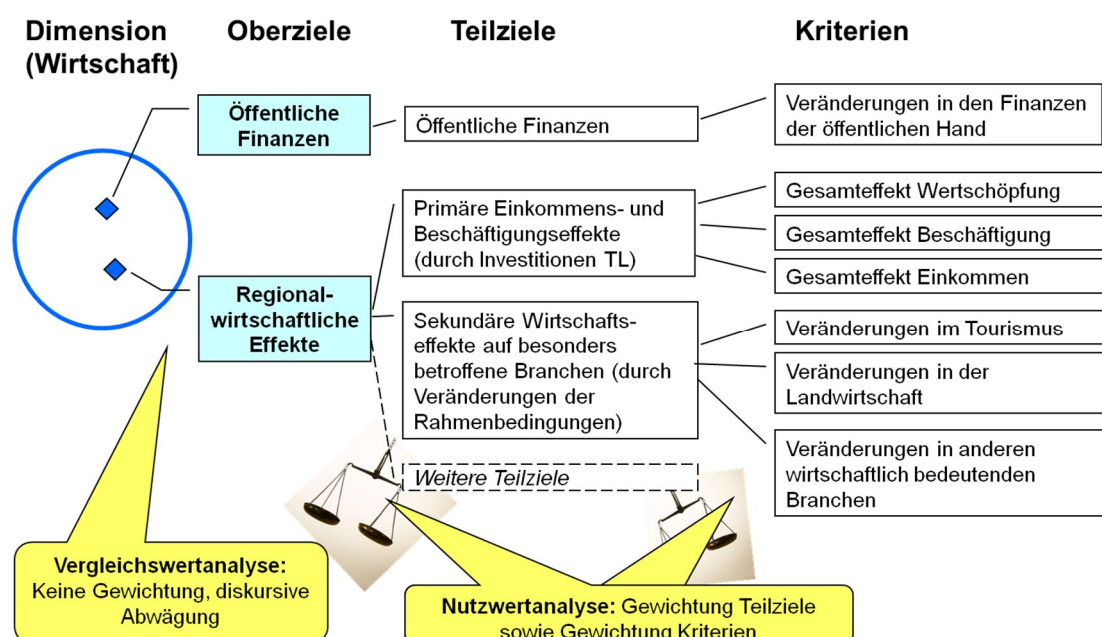 Dimension
(Wirtschaft)
Oberziele
Teilziele
Kriterien
Öffentliche
Finanzen
Öffentliche Finanzen
Veränderungen in den Finanzen
der öffentlichen Hand
Regional-
wirtschaftliche
Effekte
Primäre Einkommens- und
Beschäftigungseffekte
(durch Investitionen TL)
Gesamteffekt Wertschöpfung
Gesamteffekt Beschäftigung
Gesamteffekt Einkommen
Sekundäre Wirtschafts-
effekte auf besonders
betroffene Branchen (durch
Veränderungen der
Rahmenbedingungen)
Veränderungen im Tourismus
Veränderungen in der
Landwirtschaft
Veränderungen in anderen
wirtschaftlich bedeutenden
Branchen
Weitere Teilziele
Vergleichswertanalyse:
Keine Gewichtung, diskursive
Abwägung
Nutzwertanalyse: Gewichtung Teilziele
sowie Gewichtung Kriterien